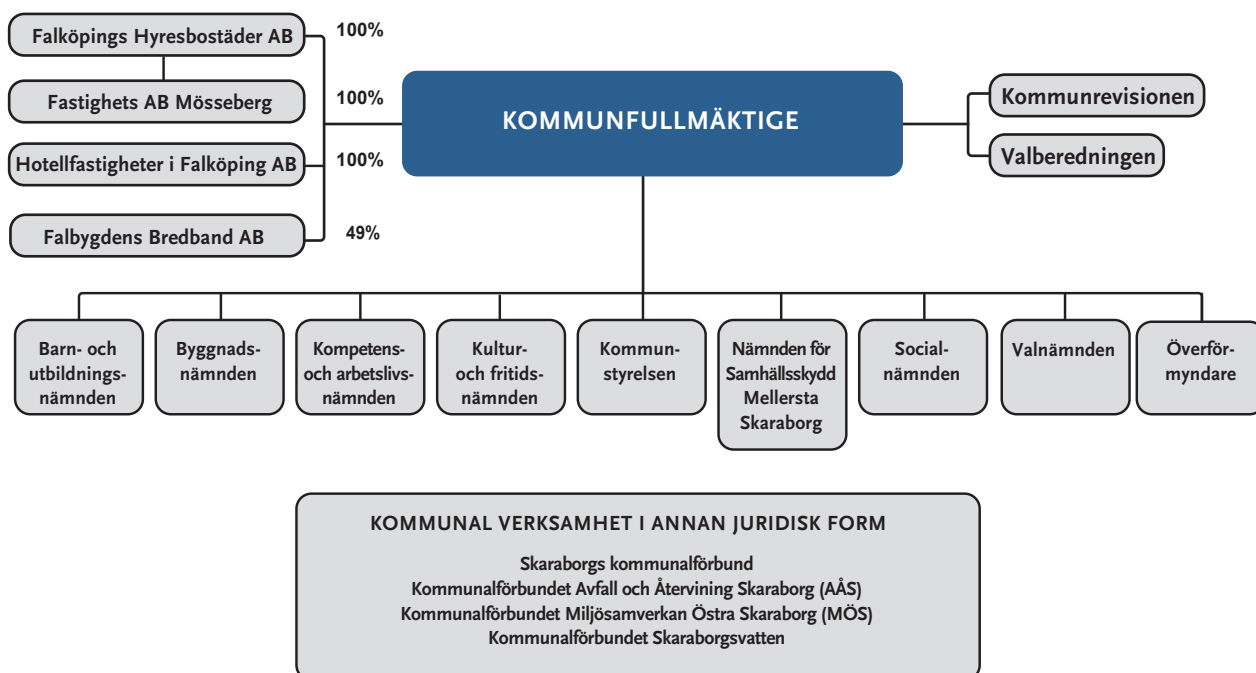 Falköpings Hyresbostäder AB
100%
Fastighets AB Mösseberg
100%
Hotellfastigheter i Falköping AB
100%
Falbygdens Bredband AB
49%
KOMMUNFULLMÄKTIGE
Kommunrevisionen
Valberedningen
Barn- och
utbildnings-
nämnden
Byggnads-
nämnden
Kompetens-
och arbetslivs-
nämnden
Kultur-
och fritids-
nämnden
Kommun-
styrelsen
Nämnden för
Samhällsskydd
Mellersta
Skaraborg
Social-
nämnden
Valnämnden
Överför-
myndare
KOMMUNAL VERKSAMHET I ANNAN JURIDISK FORM
Skaraborgs kommunalförbund
Kommunalförbundet Avfall och Återvining Skaraborg (AÅS)
Kommunalförbundet Miljösamverkan Östra Skaraborg (MÖS)
Kommunalförbundet Skaraborgsvatten